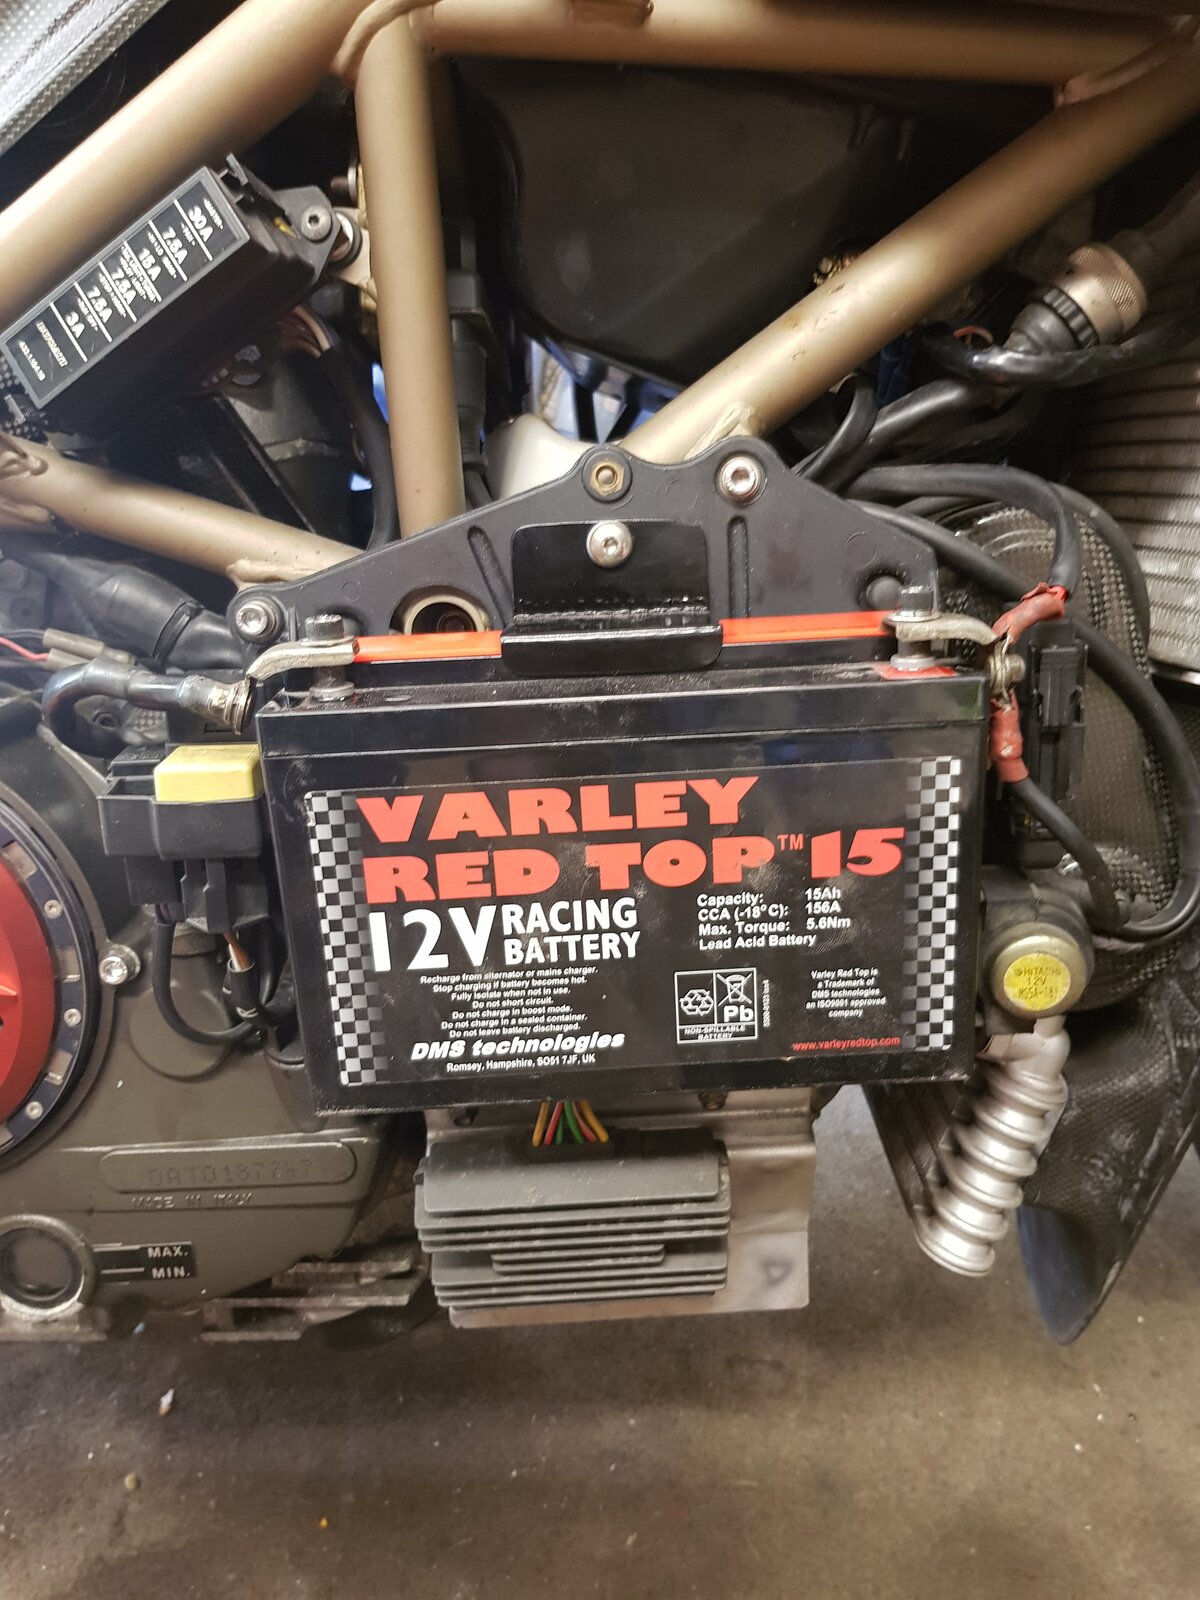 30A
7.5A
15A
7.5A
7.5A
3A
VARLEY
RED TOP™ 15
12V RACING
BATTERY
Capacity: 15Ah
CCA (-18°C): 156A
Max. Torque: 5.6Nm
Lead Acid Battery
Recharge from alternator or mains charger.
Stop charging if battery becomes hot.
Fully isolate when not in use.
Do not short circuit.
Do not charge in boost mode.
Do not charge in a sealed container.
Do not leave battery discharged.
DMS technologies
Romsey, Hampshire, SO51 7JF, UK
Pb
NON-SPILLABLE
BATTERY
Varley Red Top is
a Trademark of
DMS technologies
an ISO9001 approved
company
www.varleyredtop.com
HITACHI
12V
MADE IN ITALY
MAX.
MIN.